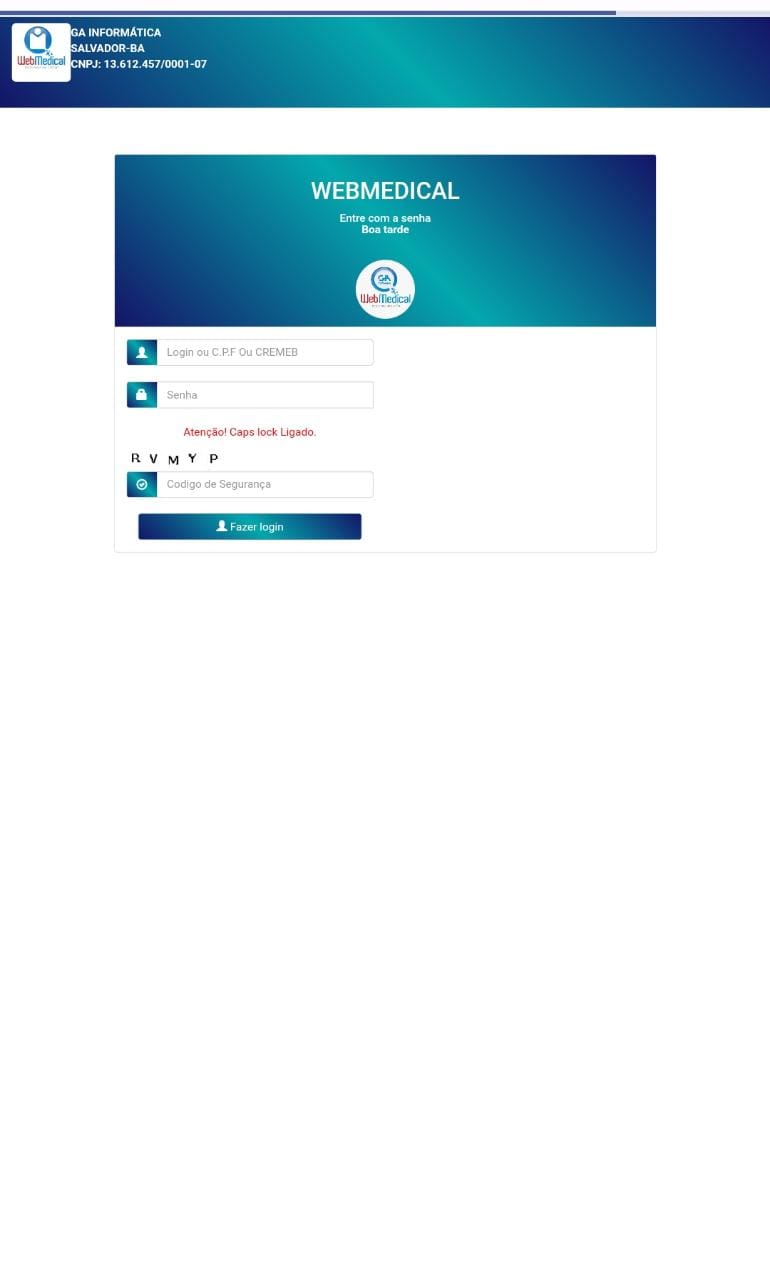 GA INFORMÁTICA
SALVADOR-BA
CNPJ: 13.612.457/0001-07
WebMedical
WEBMEDICAL
Entre com a senha
Boa tarde
GA
WebMedical
Login ou C.P.F Ou CREMEB
Senha
Atenção! Caps lock Ligado.
R V M Y P
Codigo de Segurança
Fazer login